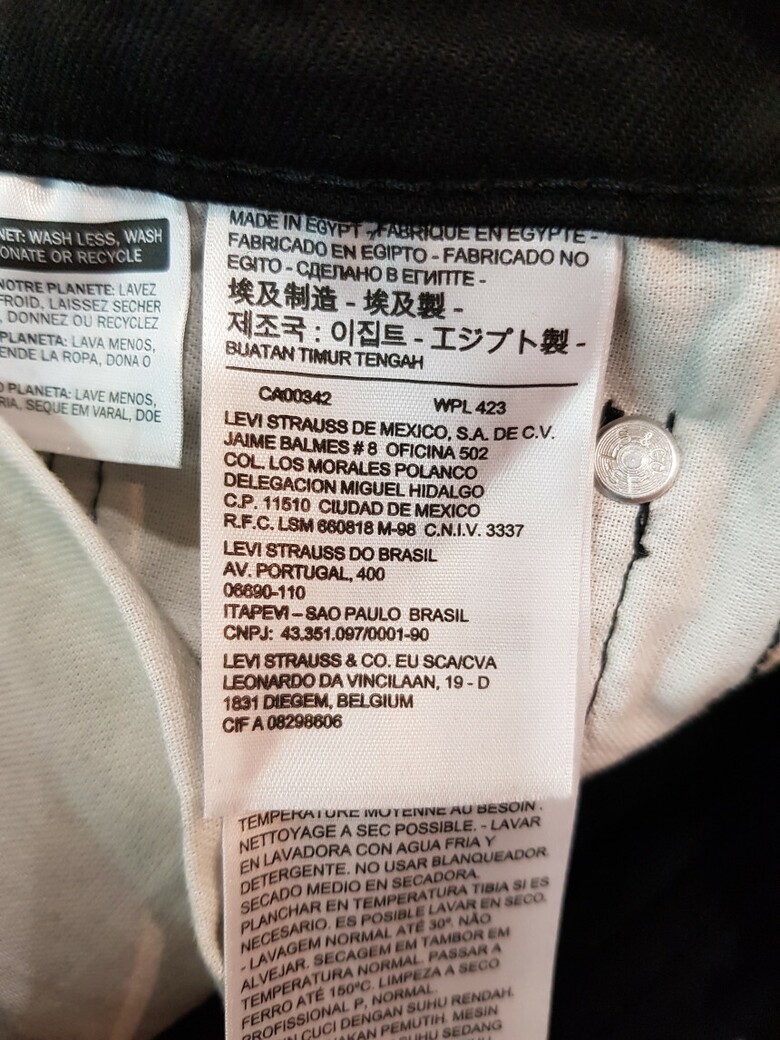 NET: WASH LESS, WASH
ONATE OR RECYCLE
NOTRE PLANETE: LAVEZ
FROID, LAISSEZ SECHER
, DONNEZ OU RECYCLEZ
PLANETA: LAVA MENOS,
ENDE LA ROPA, DONA O
O PLANETA: LAVE MENOS,
RIA, SEQUE EM VARAL, DOE
MADE IN EGYPT - FABRIQUE EN EGYPTE -
FABRICADO EN EGIPTO - FABRICADO NO
EGITO - СДЕЛАНО В ЕГИПТЕ -
埃及制造 - 埃及製 -
제조국 : 이집트 - エジプト製 -
BUATAN TIMUR TENGAH
CA00342 WPL 423
LEVI STRAUSS DE MEXICO, S.A. DE C.V.
JAIME BALMES # 8 OFICINA 502
COL. LOS MORALES POLANCO
DELEGACION MIGUEL HIDALGO
C.P. 11510 CIUDAD DE MEXICO
R.F.C. LSM 660818 M-98 C.N.I.V. 3337
LEVI STRAUSS DO BRASIL
AV. PORTUGAL, 400
06690-110
ITAPEVI – SAO PAULO BRASIL
CNPJ: 43.351.097/0001-90
LEVI STRAUSS & CO. EU SCA/CVA
LEONARDO DA VINCILAAN, 19 - D
1831 DIEGEM, BELGIUM
CIF A 08298606
TEMPERATURE MOYENNE AU BESOIN.
NETTOYAGE A SEC POSSIBLE. - LAVAR
EN LAVADORA CON AGUA FRIA Y
DETERGENTE. NO USAR BLANQUEADOR.
SECADO MEDIO EN SECADORA.
PLANCHAR EN TEMPERATURA TIBIA SI ES
NECESARIO. ES POSIBLE LAVAR EN SECO.
- LAVAGEM NORMAL ATÉ 30º. NÃO
ALVEJAR. SECAGEM EM TAMBOR EM
TEMPERATURA NORMAL. PASSAR A
FERRO ATÉ 150ºC. LIMPEZA A SECO
PROFISSIONAL P, NORMAL.
CUCI DENGAN SUHU RENDAH.
PEMUTIH. MESIN
SUHU SEDANG